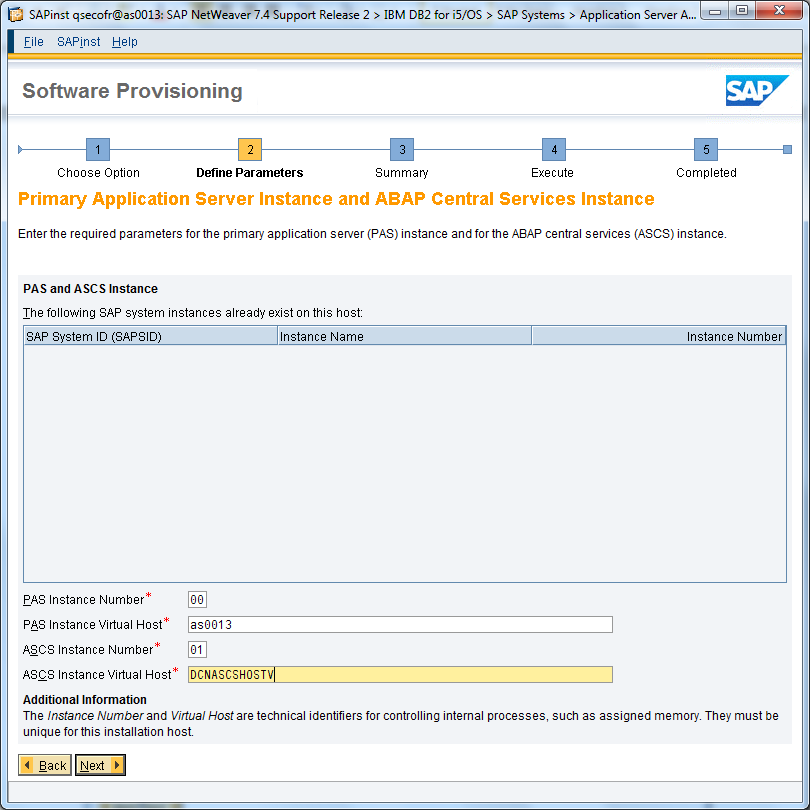 SAPinst qsecofr@as0013: SAP NetWeaver 7.4 Support Release 2 > IBM DB2 for i5/OS > SAP Systems > Application Server A...
File SAPinst Help
Software Provisioning
SAP
1 2 3 4 5
Choose Option Define Parameters Summary Execute Completed
Primary Application Server Instance and ABAP Central Services Instance
Enter the required parameters for the primary application server (PAS) instance and for the ABAP central services (ASCS) instance.
PAS and ASCS Instance
The following SAP system instances already exist on this host:
SAP System ID (SAPSID) Instance Name Instance Number
PAS Instance Number* 00
PAS Instance Virtual Host* as0013
ASCS Instance Number* 01
ASCS Instance Virtual Host* DCNASCSHOSTV
Additional Information
The Instance Number and Virtual Host are technical identifiers for controlling internal processes, such as assigned memory. They must be
unique for this installation host.
Back Next